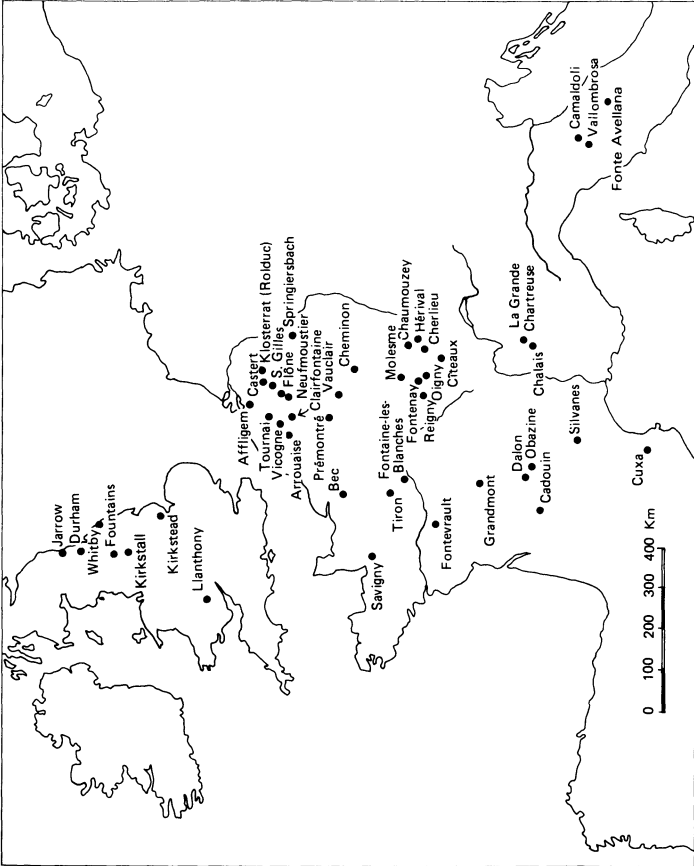 Jarrow
Durham
Whitby
Fountains
Kirkstall
Kirkstead
Llanthony
Affligem
Castert
Klosterrat (Rolduc)
S. Gilles
Flône
Springiersbach
Neufmoustier
Tournai
Vicogne
Arrouaise
Clairfontaine
Prémontré
Vauclair
Cheminon
Bec
Savigny
Tiron
Fontaine-les-
Blanches
Molesme
Chaumouzey
Hérival
Cherlieu
Fontenay
Reigny
Oigny
Cîteaux
Fontevrault
Grandmont
Dalon
Obazine
Cadouin
La Grande
Chartreuse
Chalais
Silvanes
Cuxa
Camaldoli
Vallombrosa
Fonte Avellana
0 100 200 300 400 Km